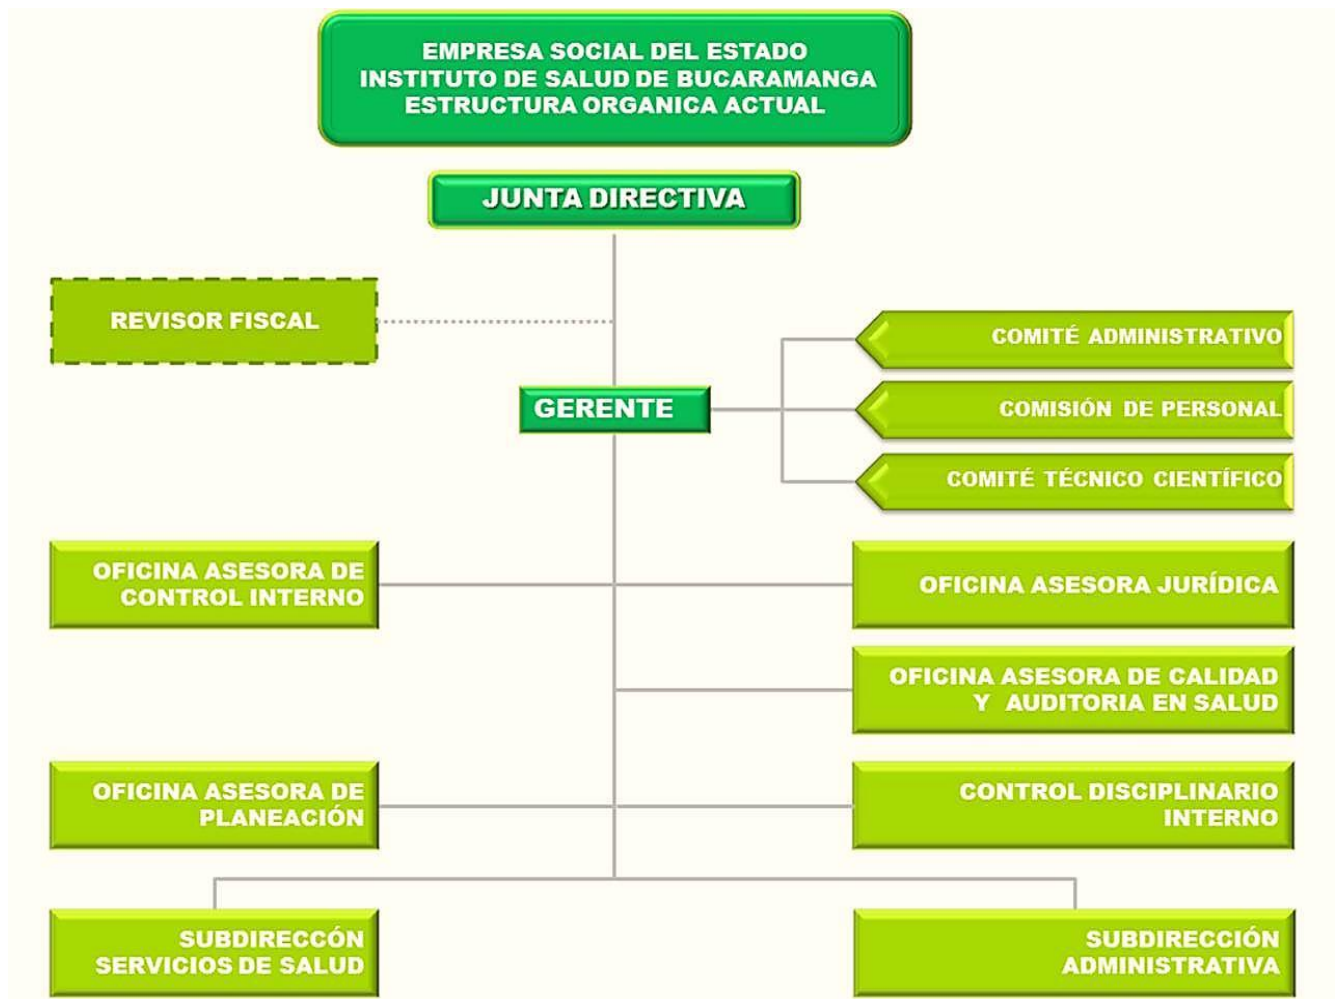 EMPRESA SOCIAL DEL ESTADO
INSTITUTO DE SALUD DE BUCARAMANGA
ESTRUCTURA ORGANICA ACTUAL
JUNTA DIRECTIVA
REVISOR FISCAL
COMITÉ ADMINISTRATIVO
GERENTE
COMISIÓN DE PERSONAL
COMITÉ TÉCNICO CIENTÍFICO
OFICINA ASESORA DE
CONTROL INTERNO
OFICINA ASESORA JURÍDICA
OFICINA ASESORA DE CALIDAD
Y AUDITORIA EN SALUD
OFICINA ASESORA DE
PLANEACIÓN
CONTROL DISCIPLINARIO
INTERNO
SUBDIRECCÓN
SERVICIOS DE SALUD
SUBDIRECCIÓN
ADMINISTRATIVA